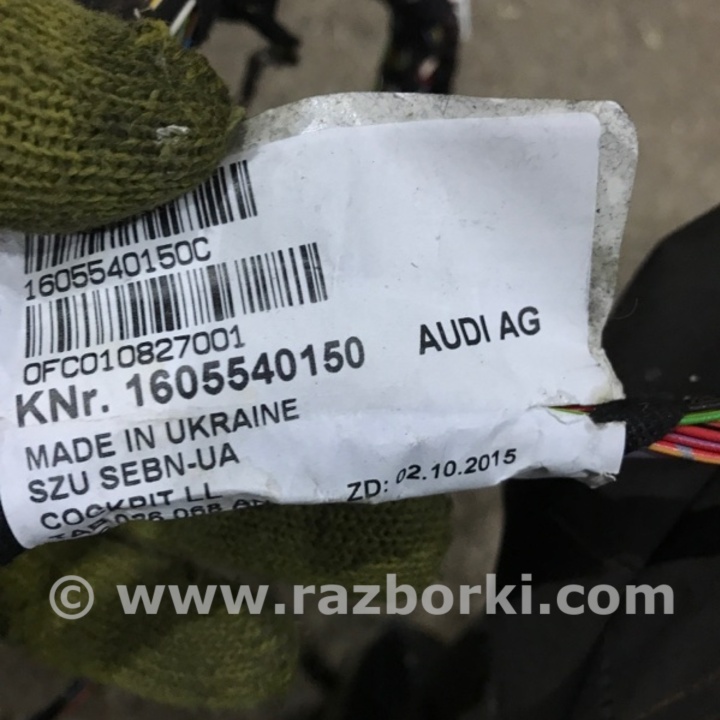 1605540150C
0FC010827001
KNr. 1605540150
AUDI AG
MADE IN UKRAINE
SZU SEBN-UA
ZD: 02.10.2015
COCKPIT LL
© www.razborki.com